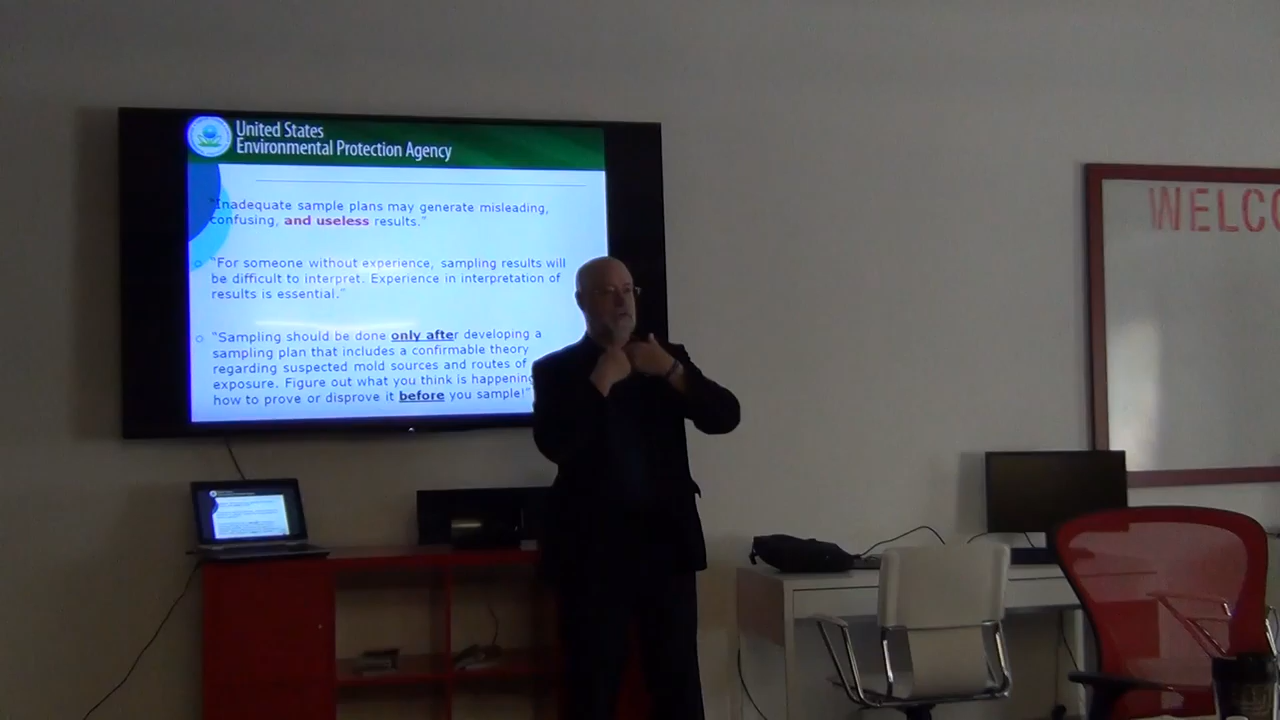 United States
Environmental Protection Agency
"Inadequate sample plans may generate misleading,
confusing, and useless results."
"For someone without experience, sampling results will
be difficult to interpret. Experience in interpretation of
results is essential."
"Sampling should be done only after developing a
sampling plan that includes a confirmable theory
regarding suspected mold sources and routes of
exposure. Figure out what you think is happening
how to prove or disprove it before you sample!"
WELCO